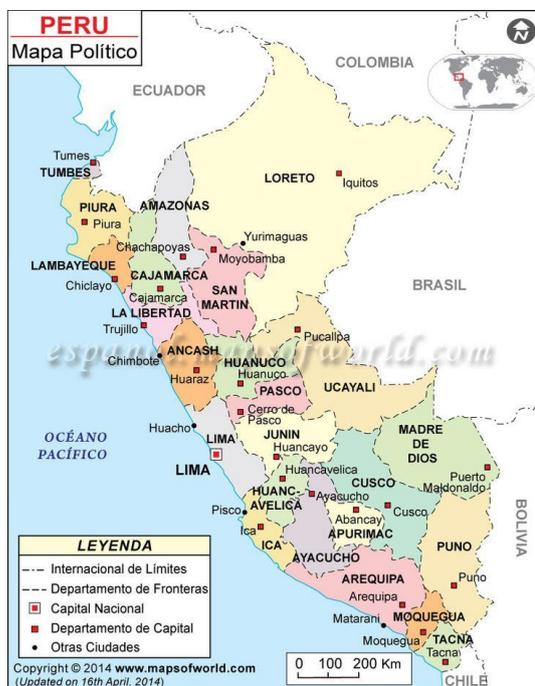 PERU
Mapa Político
N
COLOMBIA
ECUADOR
Tumes
TUMBES
LORETO
Iquitos
PIURA
Piura
AMAZONAS
Yurimaguas
Chachapoyas
Moyobamba
LAMBAYEQUE
CAJAMARCA
Chiclayo
Cajamarca
SAN
MARTIN
BRASIL
LA LIBERTAD
Trujillo
Pucallpa
espanol.mapsofworld.com
Chimbote
ANCASH
Huaraz
HUANUCO
Huanuco
UCAYALI
PASCO
Cerro de
Pasco
Huacho
LIMA
JUNIN
MADRE
DE
DIOS
OCÉANO
PACÍFICO
LIMA
Huancayo
Huancavelica
CUSCO
Puerto
Maldonaldo
HUANC-
AVELICA
Ayacucho
Pisco
Abancay
Cusco
APURIMAC
Ica
ICA
AYACUCHO
PUNO
BOLIVIA
AREQUIPA
Arequipa
Puno
Matarani
MOQUEGUA
Moquegua
TACNA
Tacna
CHILE
LEYENDA
Internacional de Límites
Departamento de Fronteras
Capital Nacional
Departamento de Capital
Otras Ciudades
0 100 200 Km
Copyright © 2014 www.mapsofworld.com
(Updated on 16th April, 2014)